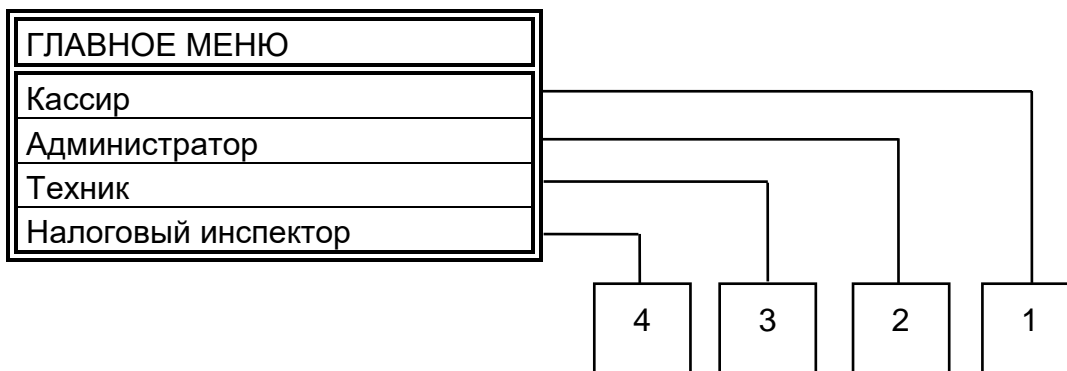 ГЛАВНОЕ МЕНЮ
Кассир
Администратор
Техник
Налоговый инспектор
4 3 2 1